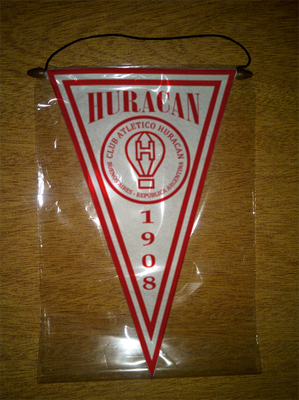 HURACAN
CLUB ATLETICO HURACAN
BUENOS AIRES - REPUBLICA ARGENTINA
H
1908